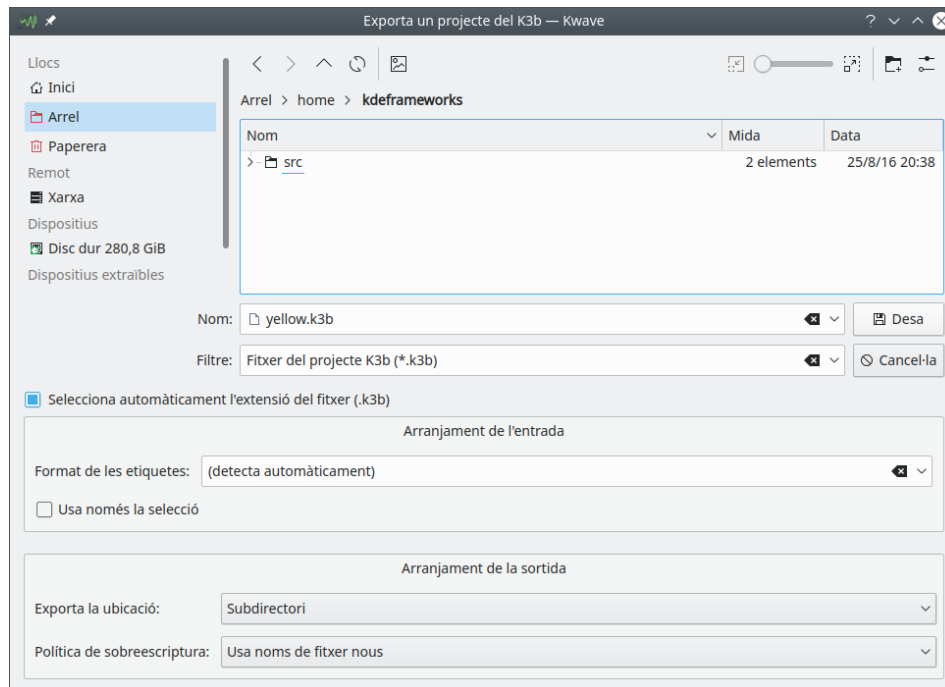 Exporta un projecte del K3b — Kwave
Llocs
Inici
Arrel
Paperera
Remot
Xarxa
Dispositius
Disc dur 280,8 GiB
Dispositius extraïbles
Arrel > home > kdeframeworks
Nom Mida Data
src 2 elements 25/8/16 20:38
Nom: yellow.k3b Desa
Filtre: Fitxer del projecte K3b (*.k3b) Cancel·la
Selecciona automàticament l'extensió del fitxer (.k3b)
Arranjament de l'entrada
Format de les etiquetes: (detecta automàticament)
Usa només la selecció
Arranjament de la sortida
Exporta la ubicació: Subdirectori
Política de sobreescriptura: Usa noms de fitxer nous